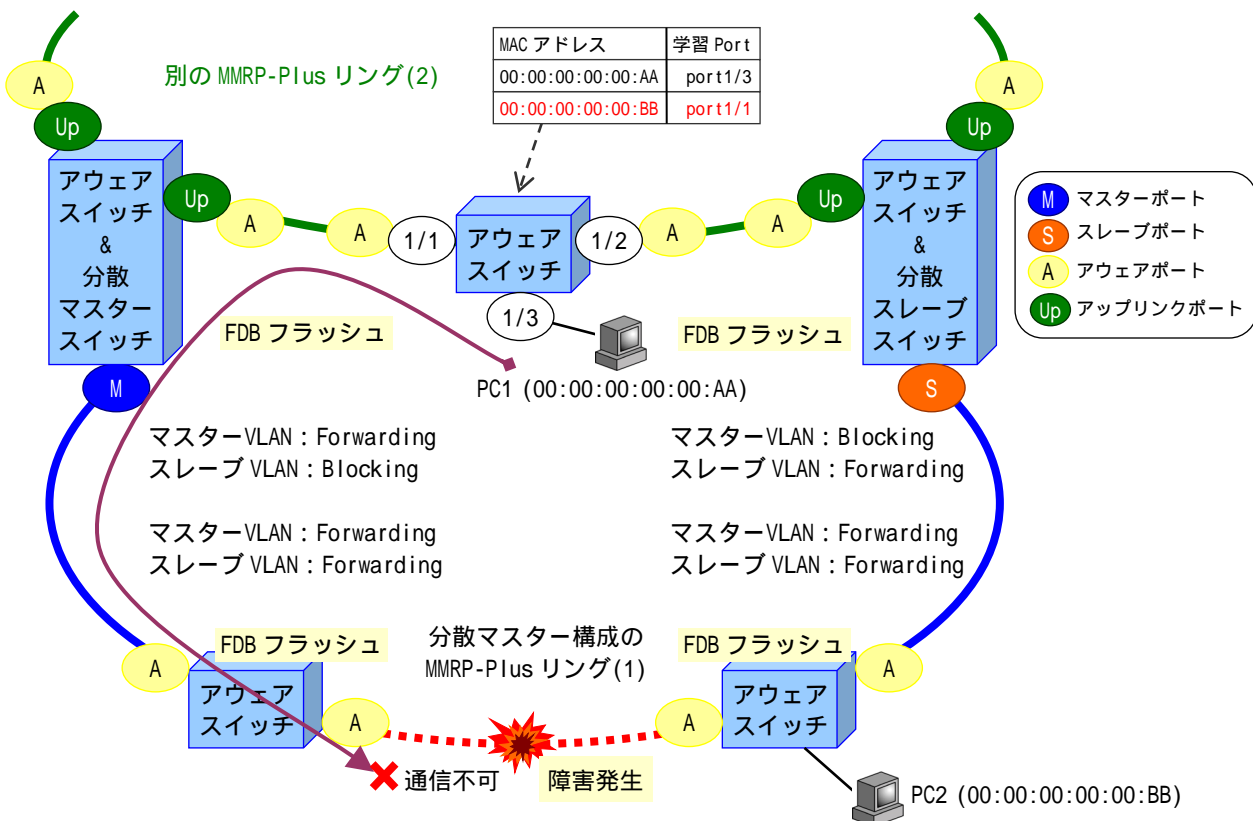 別の MMRP-Plus リング(2)
MAC アドレス 学習 Port
00:00:00:00:00:AA port1/3
00:00:00:00:00:BB port1/1
A
Up
アウェア
スイッチ
&
分散
マスター
スイッチ
Up
A
A
1/1
アウェア
スイッチ
1/2
1/3
A
A
Up
A
Up
アウェア
スイッチ
&
分散
スレーブ
スイッチ
M マスターポート
S スレーブポート
A アウェアポート
Up アップリンクポート
FDB フラッシュ
FDB フラッシュ
PC1 (00:00:00:00:00:AA)
M
S
マスターVLAN：Forwarding
スレーブ VLAN：Blocking
マスターVLAN：Blocking
スレーブ VLAN：Forwarding
マスターVLAN：Forwarding
スレーブ VLAN：Forwarding
マスターVLAN：Forwarding
スレーブ VLAN：Forwarding
FDB フラッシュ
分散マスター構成の
MMRP-Plus リング(1)
FDB フラッシュ
A
アウェア
スイッチ
A
A
アウェア
スイッチ
A
通信不可
障害発生
PC2 (00:00:00:00:00:BB)